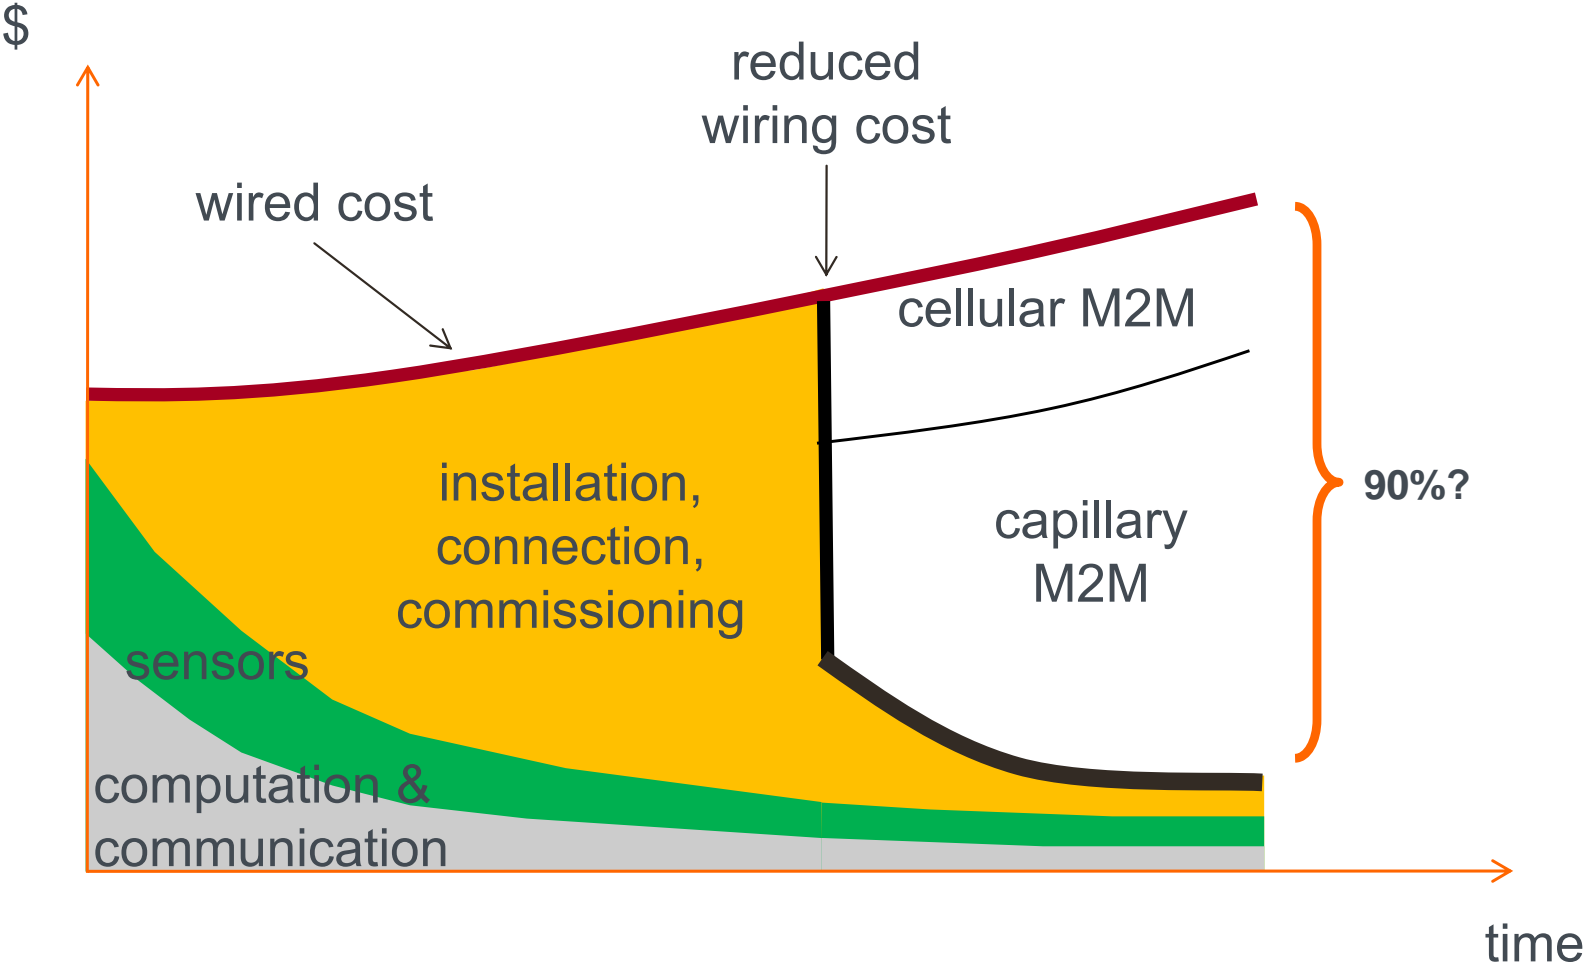 $
reduced
wiring cost
wired cost
cellular M2M
installation,
connection,
commissioning
90%?
capillary
M2M
sensors
computation &
communication
time